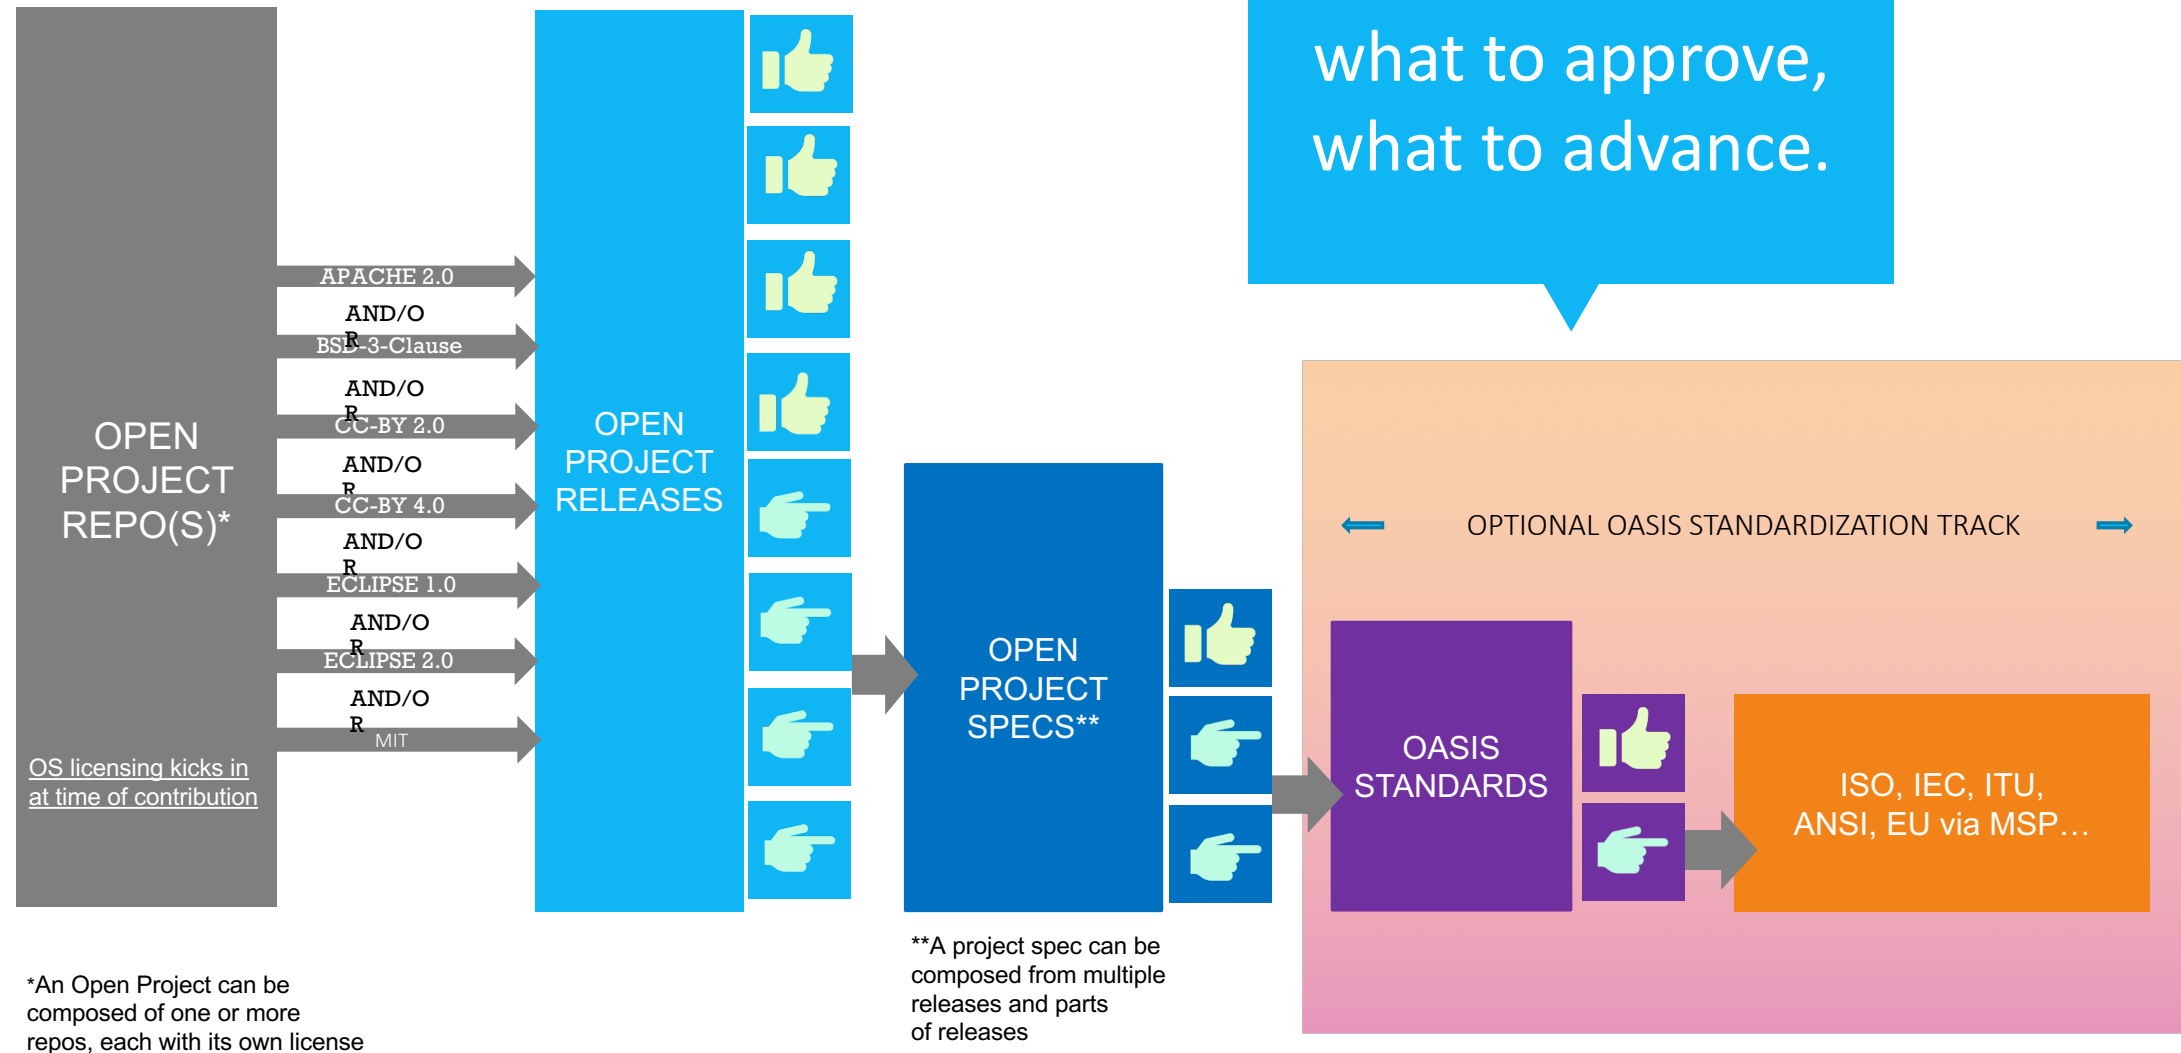 what to approve,
what to advance.
OPEN
PROJECT
REPO(S)*
OS licensing kicks in
at time of contribution
APACHE 2.0
AND/O
R
BSD-3-Clause
AND/O
R
CC-BY 2.0
AND/O
R
CC-BY 4.0
AND/O
R
ECLIPSE 1.0
AND/O
R
ECLIPSE 2.0
AND/O
R
MIT
OPEN
PROJECT
RELEASES
OPEN
PROJECT
SPECS**
OPTIONAL OASIS STANDARDIZATION TRACK
OASIS
STANDARDS
ISO, IEC, ITU,
ANSI, EU via MSP…
*An Open Project can be
composed of one or more
repos, each with its own license
**A project spec can be
composed from multiple
releases and parts
of releases